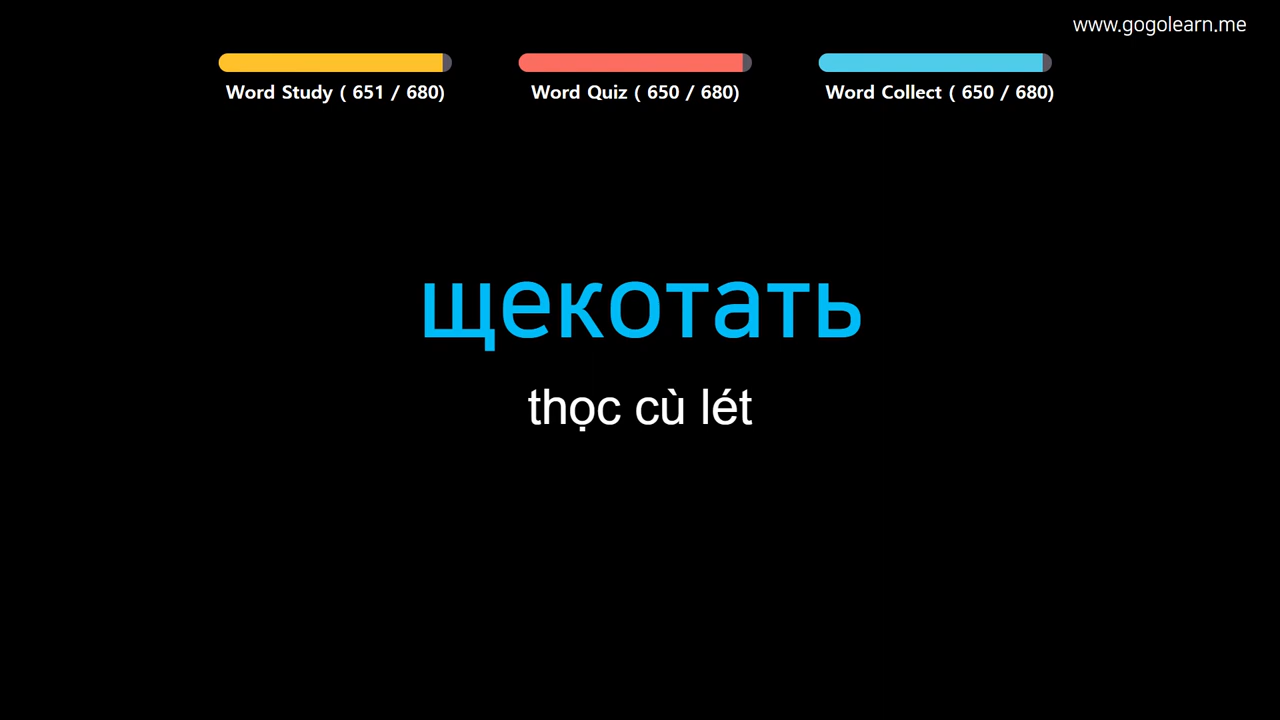 www.gogolearn.me
Word Study ( 651 / 680)
Word Quiz ( 650 / 680)
Word Collect ( 650 / 680)
щекотать
thọc cù lét